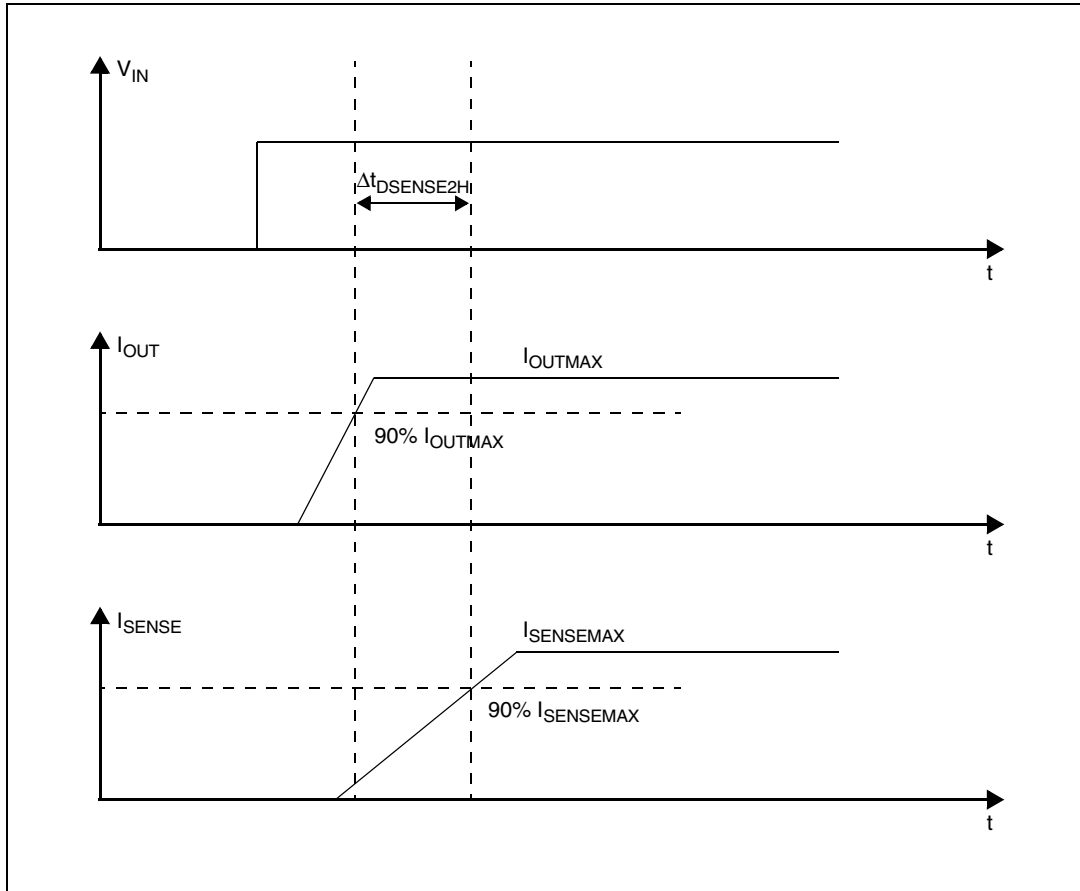 V_IN
Δt_DSENSE2H
t
I_OUT
I_OUTMAX
90% I_OUTMAX
t
I_SENSE
I_SENSEMAX
90% I_SENSEMAX
t